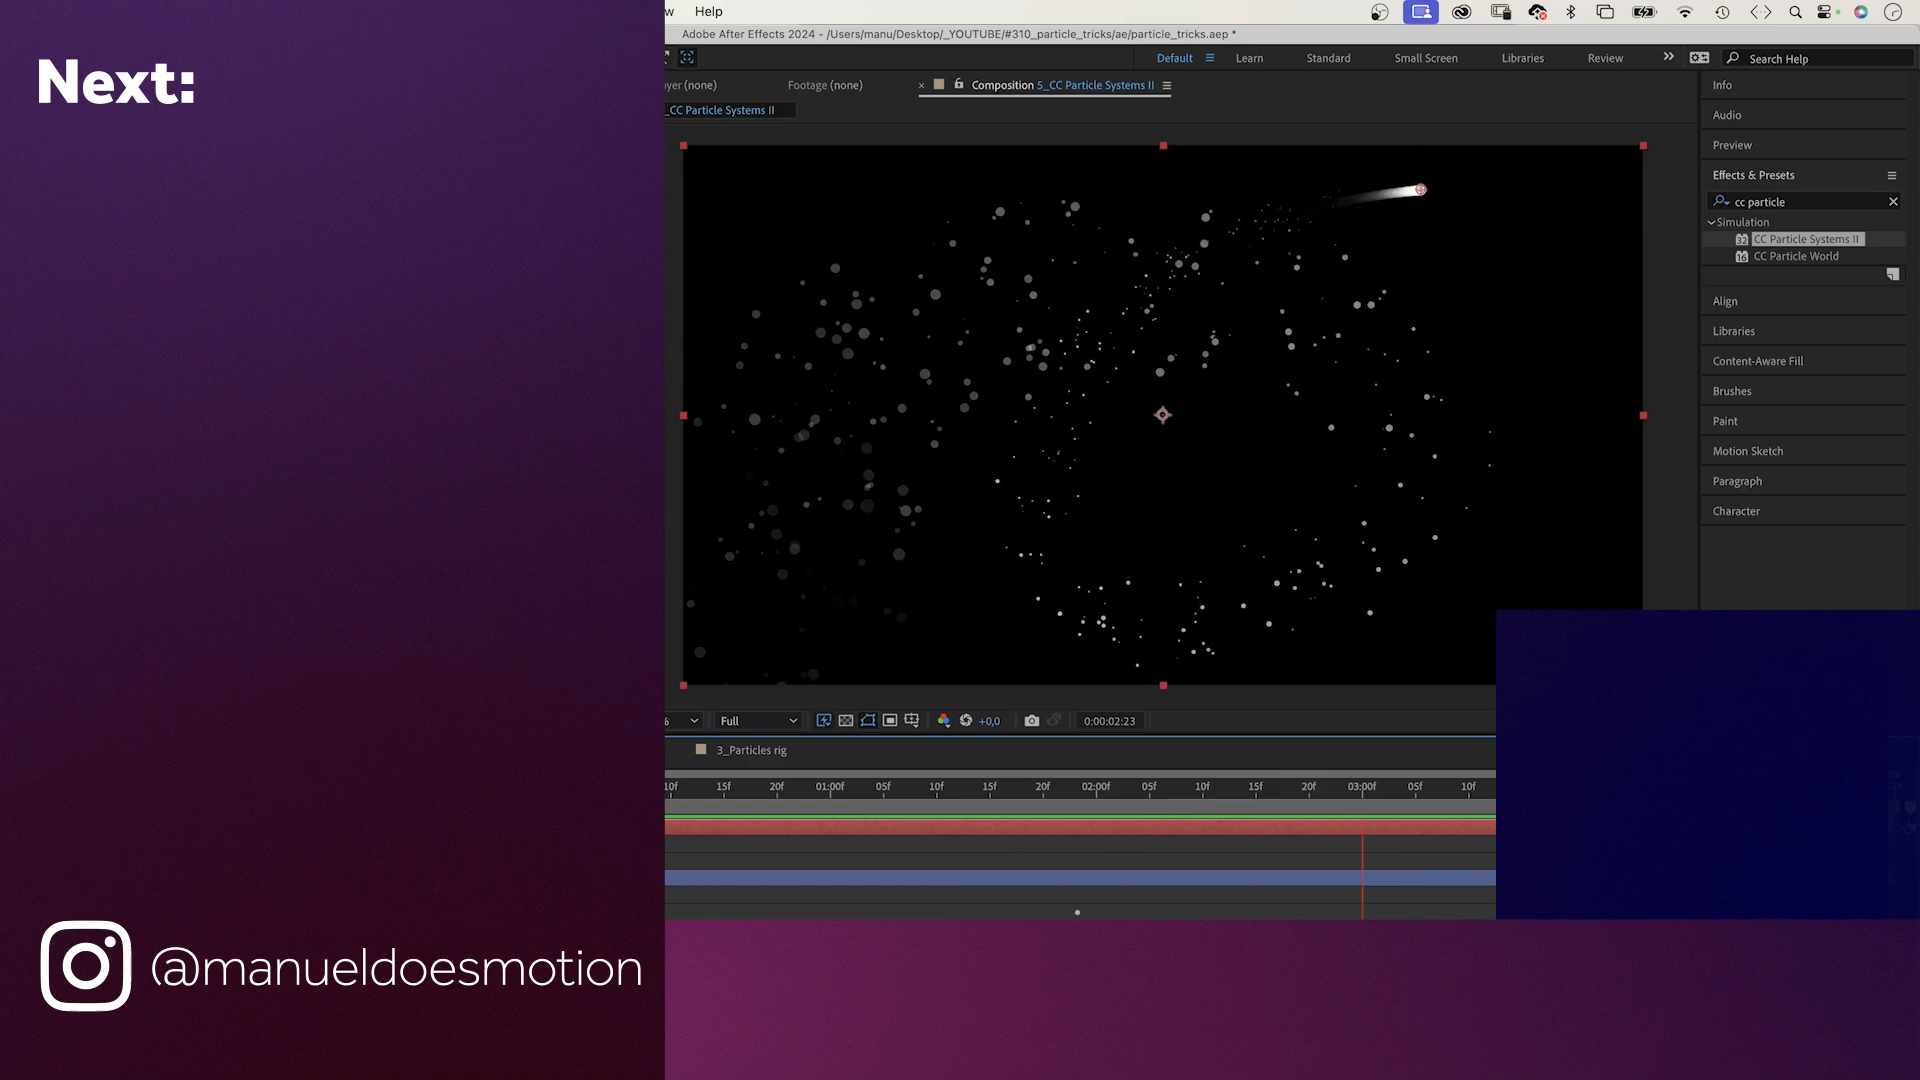 Next:
w Help
Adobe After Effects 2024 - /Users/manu/Desktop/_YOUTUBE/#310_particle_tricks/ae/particle_tricks.aep *
Default Learn Standard Small Screen Libraries Review Search Help
yer (none) Footage (none) × Composition 5_CC Particle Systems II
_CC Particle Systems II
Info
Audio
Preview
Effects & Presets
cc particle
Simulation
32 CC Particle Systems II
16 CC Particle World
Align
Libraries
Content-Aware Fill
Brushes
Paint
Motion Sketch
Paragraph
Character
% Full +0,0 0:00:02:23
3_Particles rig
10f 15f 20f 01:00f 05f 10f 15f 20f 02:00f 05f 10f 15f 20f 03:00f 05f 10f
@manueldoesmotion